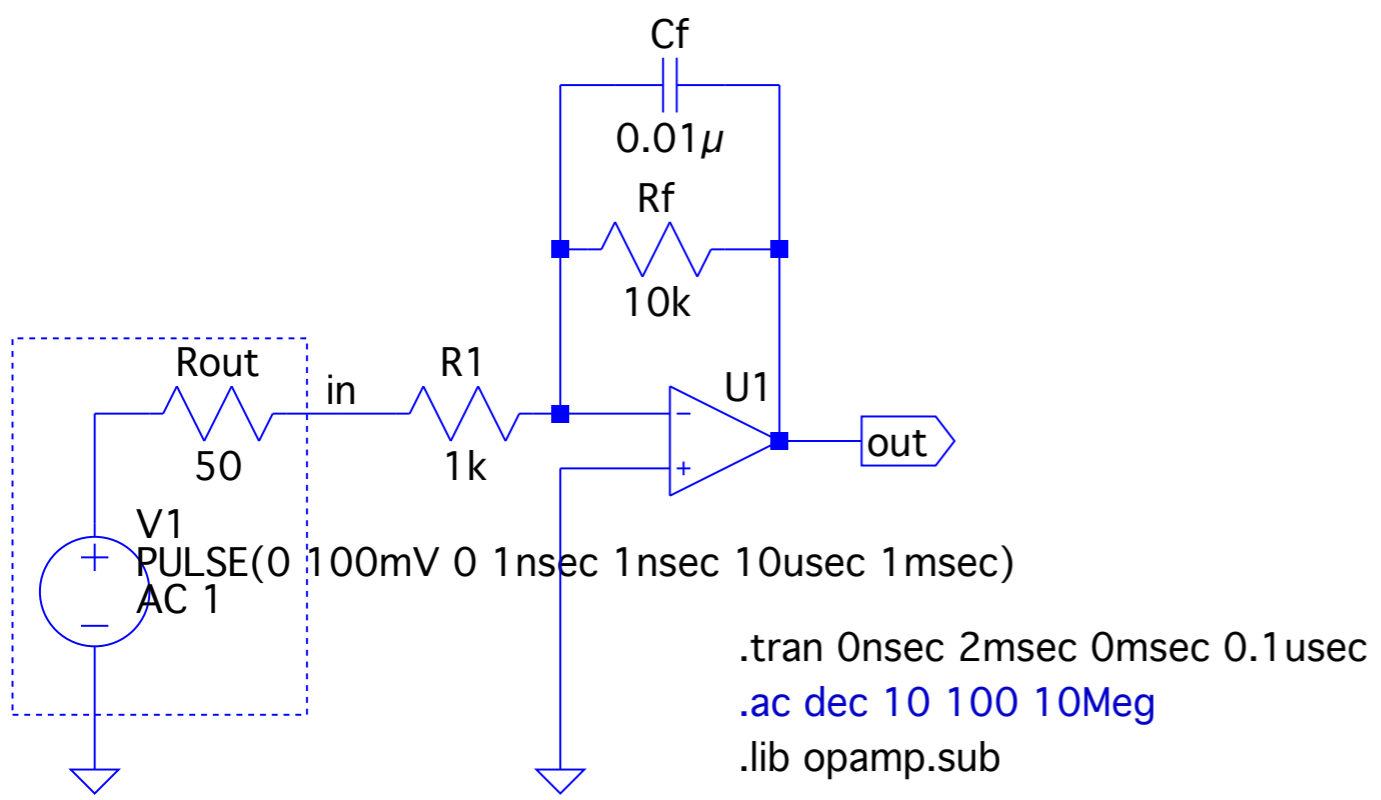 Cf
0.01µ
Rf
10k
Rout
in
R1
U1
50
1k
out
V1
PULSE(0 100mV 0 1nsec 1nsec 10usec 1msec)
AC 1
.tran 0nsec 2msec 0msec 0.1usec
.ac dec 10 100 10Meg
.lib opamp.sub